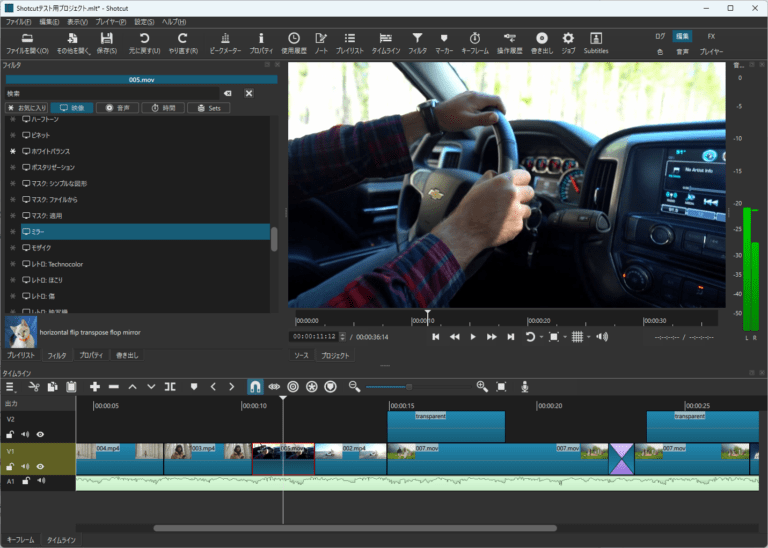 Shotcutテスト用プロジェクト.mlt* - Shotcut
ファイル(F) 編集(E) 表示(V) プレイヤー(P) 設定(S) ヘルプ(H)
ファイルを開く(O) その他を開く 保存(S) 元に戻す(U) やり直す(R) ピークメーター プロパティ 使用履歴 ノート プレイリスト タイムライン フィルタ マーカー キーフレーム 操作履歴 書き出し ジョブ Subtitles
ログ 編集 FX
色 音声 プレイヤー
フィルタ
音...
005.mov
検索
お気に入り 映像 音声 時間 Sets
ハーフトーン
ビネット
ホワイトバランス
ポスタリゼーション
マスク: シンプルな図形
マスク: ファイルから
マスク: 適用
ミラー
モザイク
レトロ: Technocolor
レトロ: ほこり
レトロ: 傷
horizontal flip transpose flop mirror
プレイリスト フィルタ プロパティ 書き出し
No Artist Info
0
-5
-10
-15
-20
-25
-30
-35
-40
-45
-50
L R
00:00:00 00:00:10 00:00:20 00:00:30
00:00:11:12 / 00:00:36:14
--:--:--:-- / --:--:--:--
ソース プロジェクト
タイムライン
出力
00:00:05 00:00:10 00:00:15 00:00:20 00:00:25
V2
transparent transparent
V1
004.mp4 003.mp4 005.mov 002.mp4 007.mov 007.mov 007.mov
A1
キーフレーム タイムライン